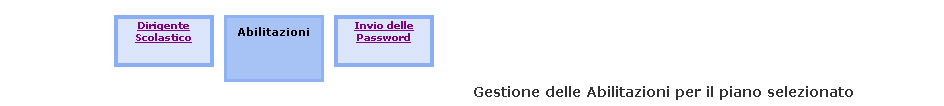 Dirigente
Scolastico
Abilitazioni
Invio delle
Password
Gestione delle Abilitazioni per il piano selezionato